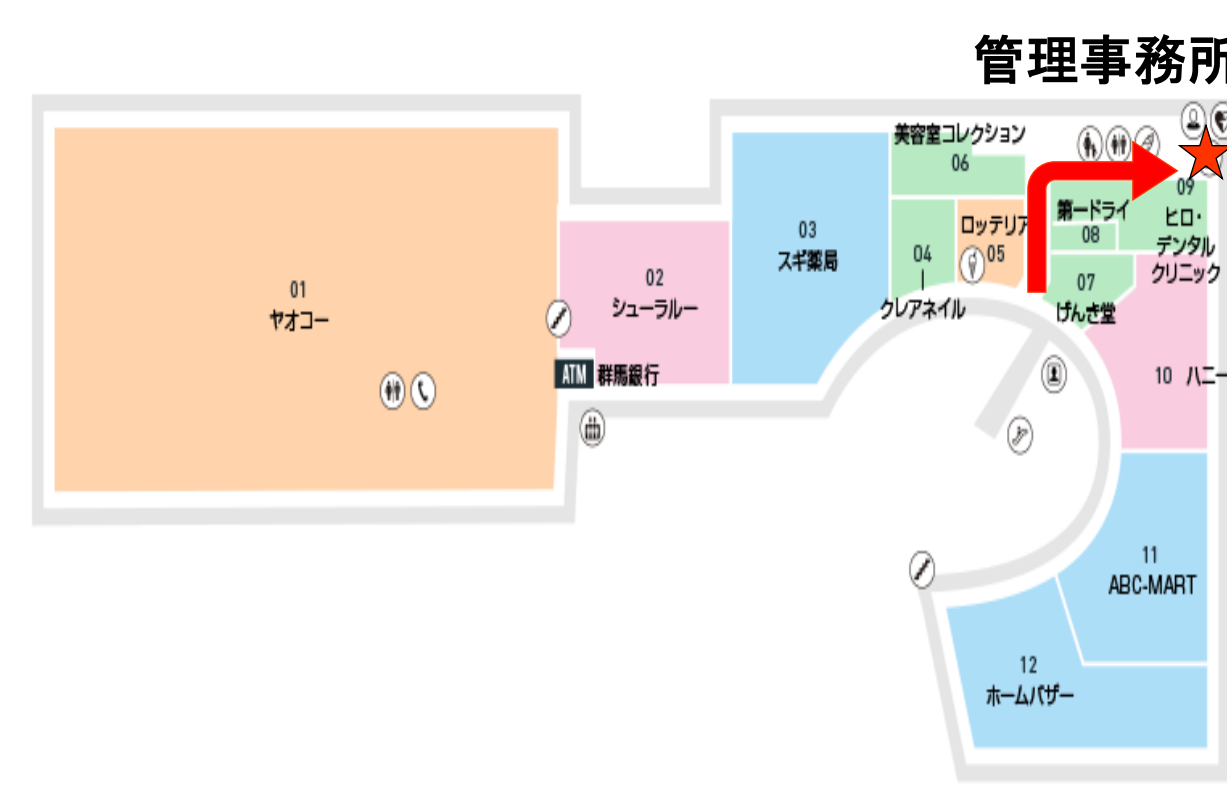 管理事務所
美容室コレクション
06
01
ヤオコー
02
シューラルー
ATM 群馬銀行
03
スギ薬局
04
クレアネイル
ロッテリア
05
第一ドライ
08
09
ヒロ・
デンタル
クリニック
07
げんき堂
10 ハニー
11
ABC-MART
12
ホームバザー